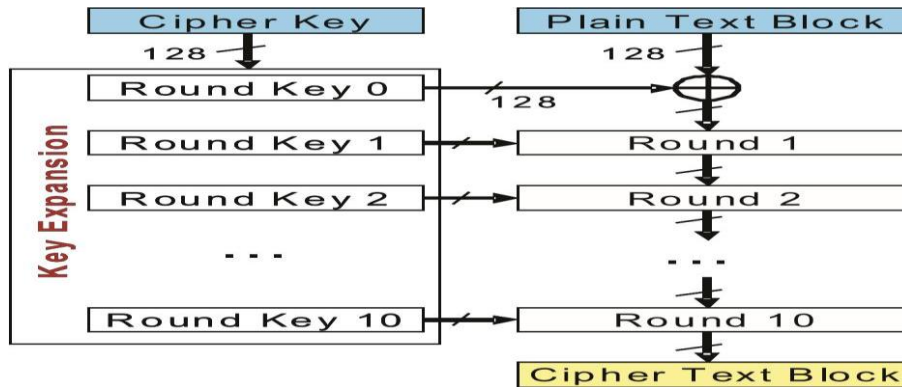 Cipher Key
Plain Text Block
128
128
Round Key 0
128
Round Key 1
Round 1
Round Key 2
Round 2
Key Expansion
- - -
- - -
Round Key 10
Round 10
Cipher Text Block